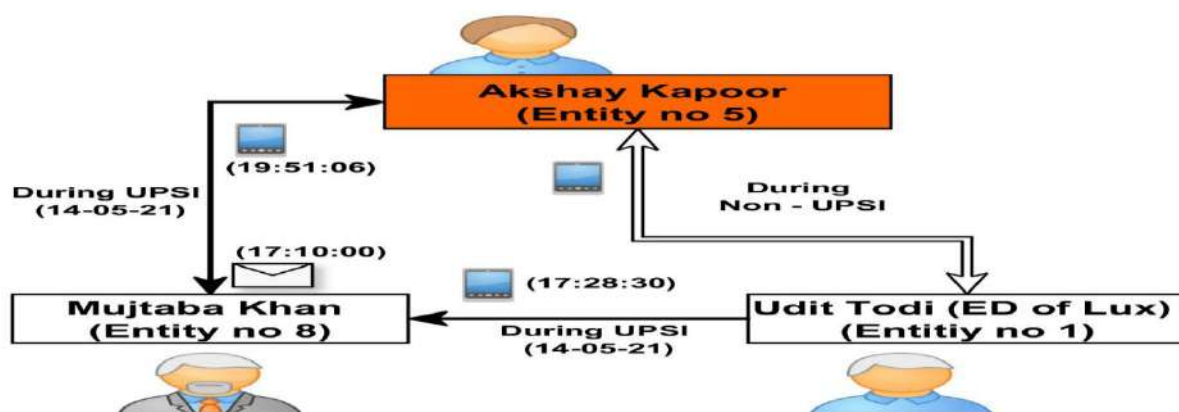 Akshay Kapoor
(Entity no 5)
(19:51:06)
During UPSI
(14-05-21)
During
Non - UPSI
(17:10:00)
(17:28:30)
Mujtaba Khan
(Entity no 8)
During UPSI
(14-05-21)
Udit Todi (ED of Lux)
(Entitiy no 1)